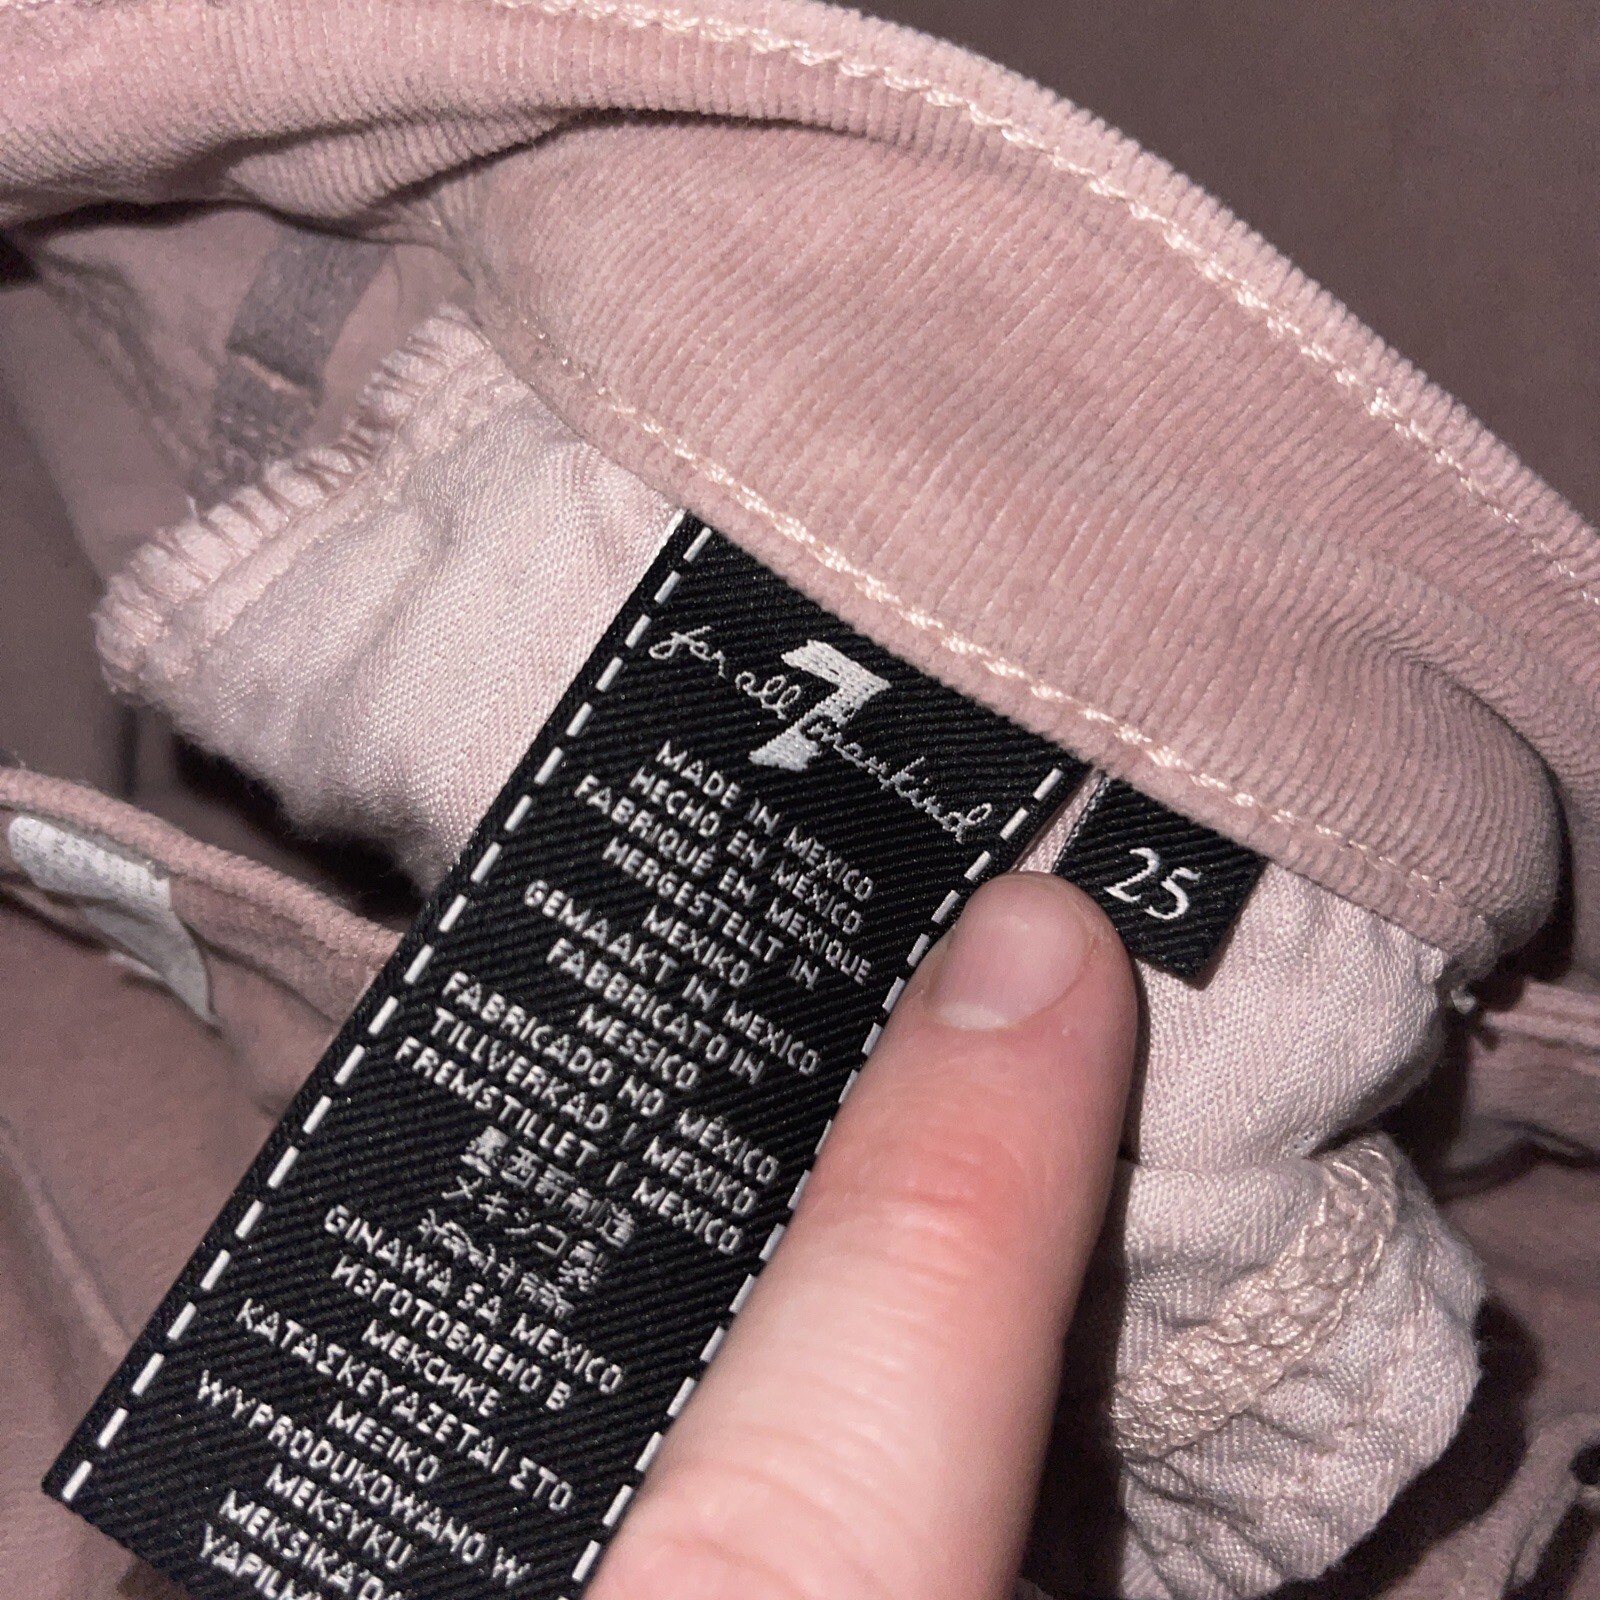 for all 7 mankind
25
MADE IN MEXICO
HECHO EN MEXICO
FABRIQUÉ EN MEXIQUE
HERGESTELLT IN
MEXIKO
GEMAAKT IN MEXICO
FABBRICATO IN
MESSICO
FABRICADO NO MÉXICO
TILLVERKAD I MEXIKO
FREMSTILLET I MEXICO
墨西哥制造
メキシコ製
GINAWA SA MEXICO
ИЗГОТОВЛЕНО В
МЕКСИКЕ
ΚΑΤΑΣΚΕΥΑΖΕΤΑΙ ΣΤΟ
ΜΕΞΙΚΟ
WYPRODUKOWANO W
MEKSYKU